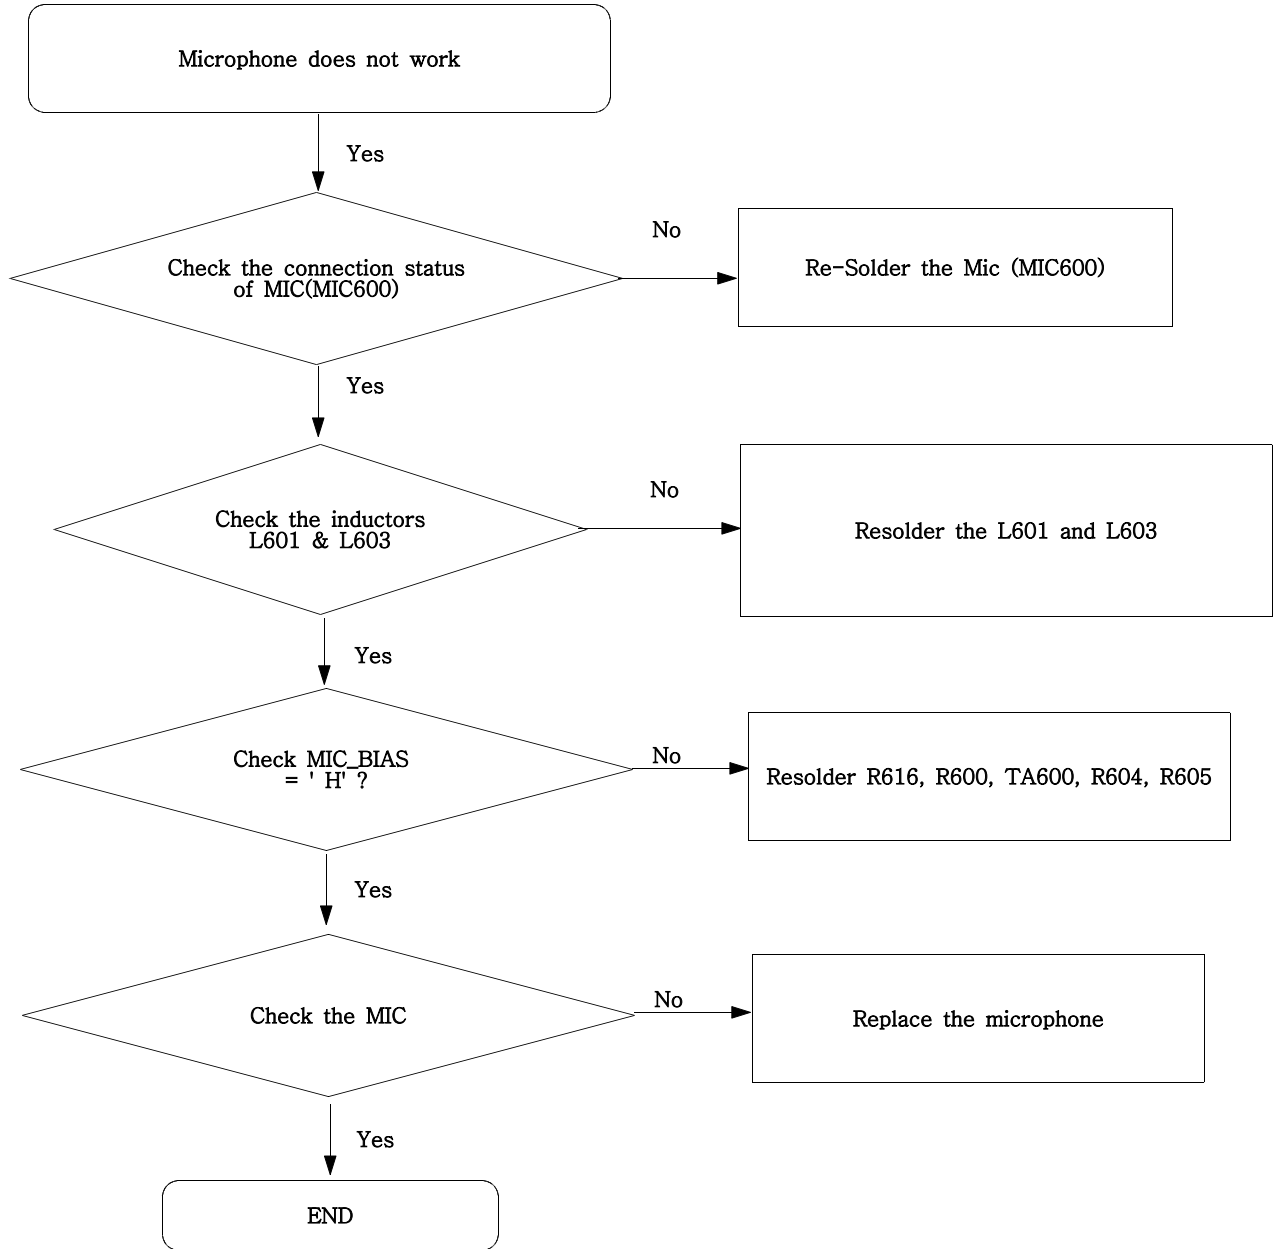 Microphone does not work
Yes
Check the connection status
of MIC(MIC600)
No
Re-Solder the Mic (MIC600)
Yes
Check the inductors
L601 & L603
No
Resolder the L601 and L603
Yes
Check MIC_BIAS
= ' H' ?
No
Resolder R616, R600, TA600, R604, R605
Yes
Check the MIC
No
Replace the microphone
Yes
END